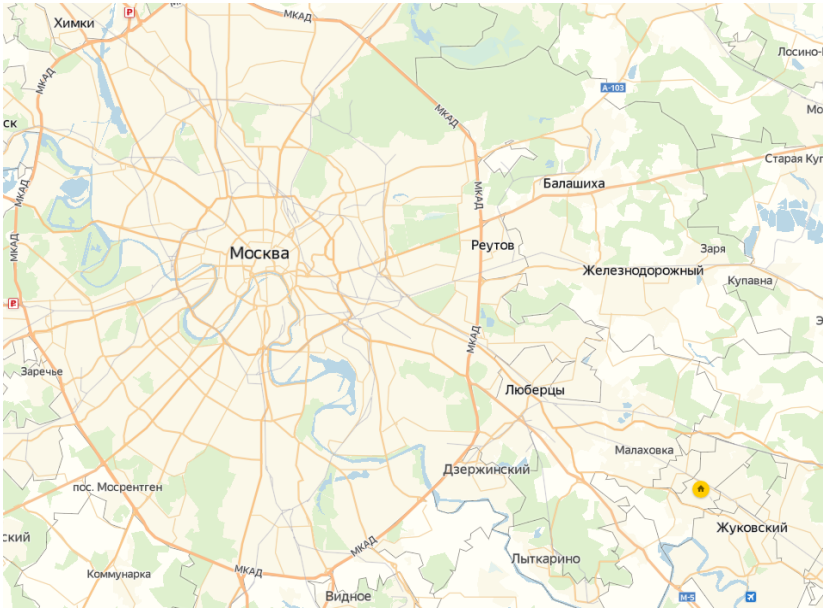 Химки
МКАД
МКАД
А-103
Лосино-
МКАД
Мо
ск
Старая Куп
Балашиха
МКАД
МКАД
МКАД
Реутов
Москва
Заря
Железнодорожный
Купавна
Э
МКАД
Заречье
Люберцы
Малаховка
Дзержинский
пос. Мосрентген
Жуковский
ский
МКАД
Лыткарино
МКАД
Коммунарка
Видное
М-5